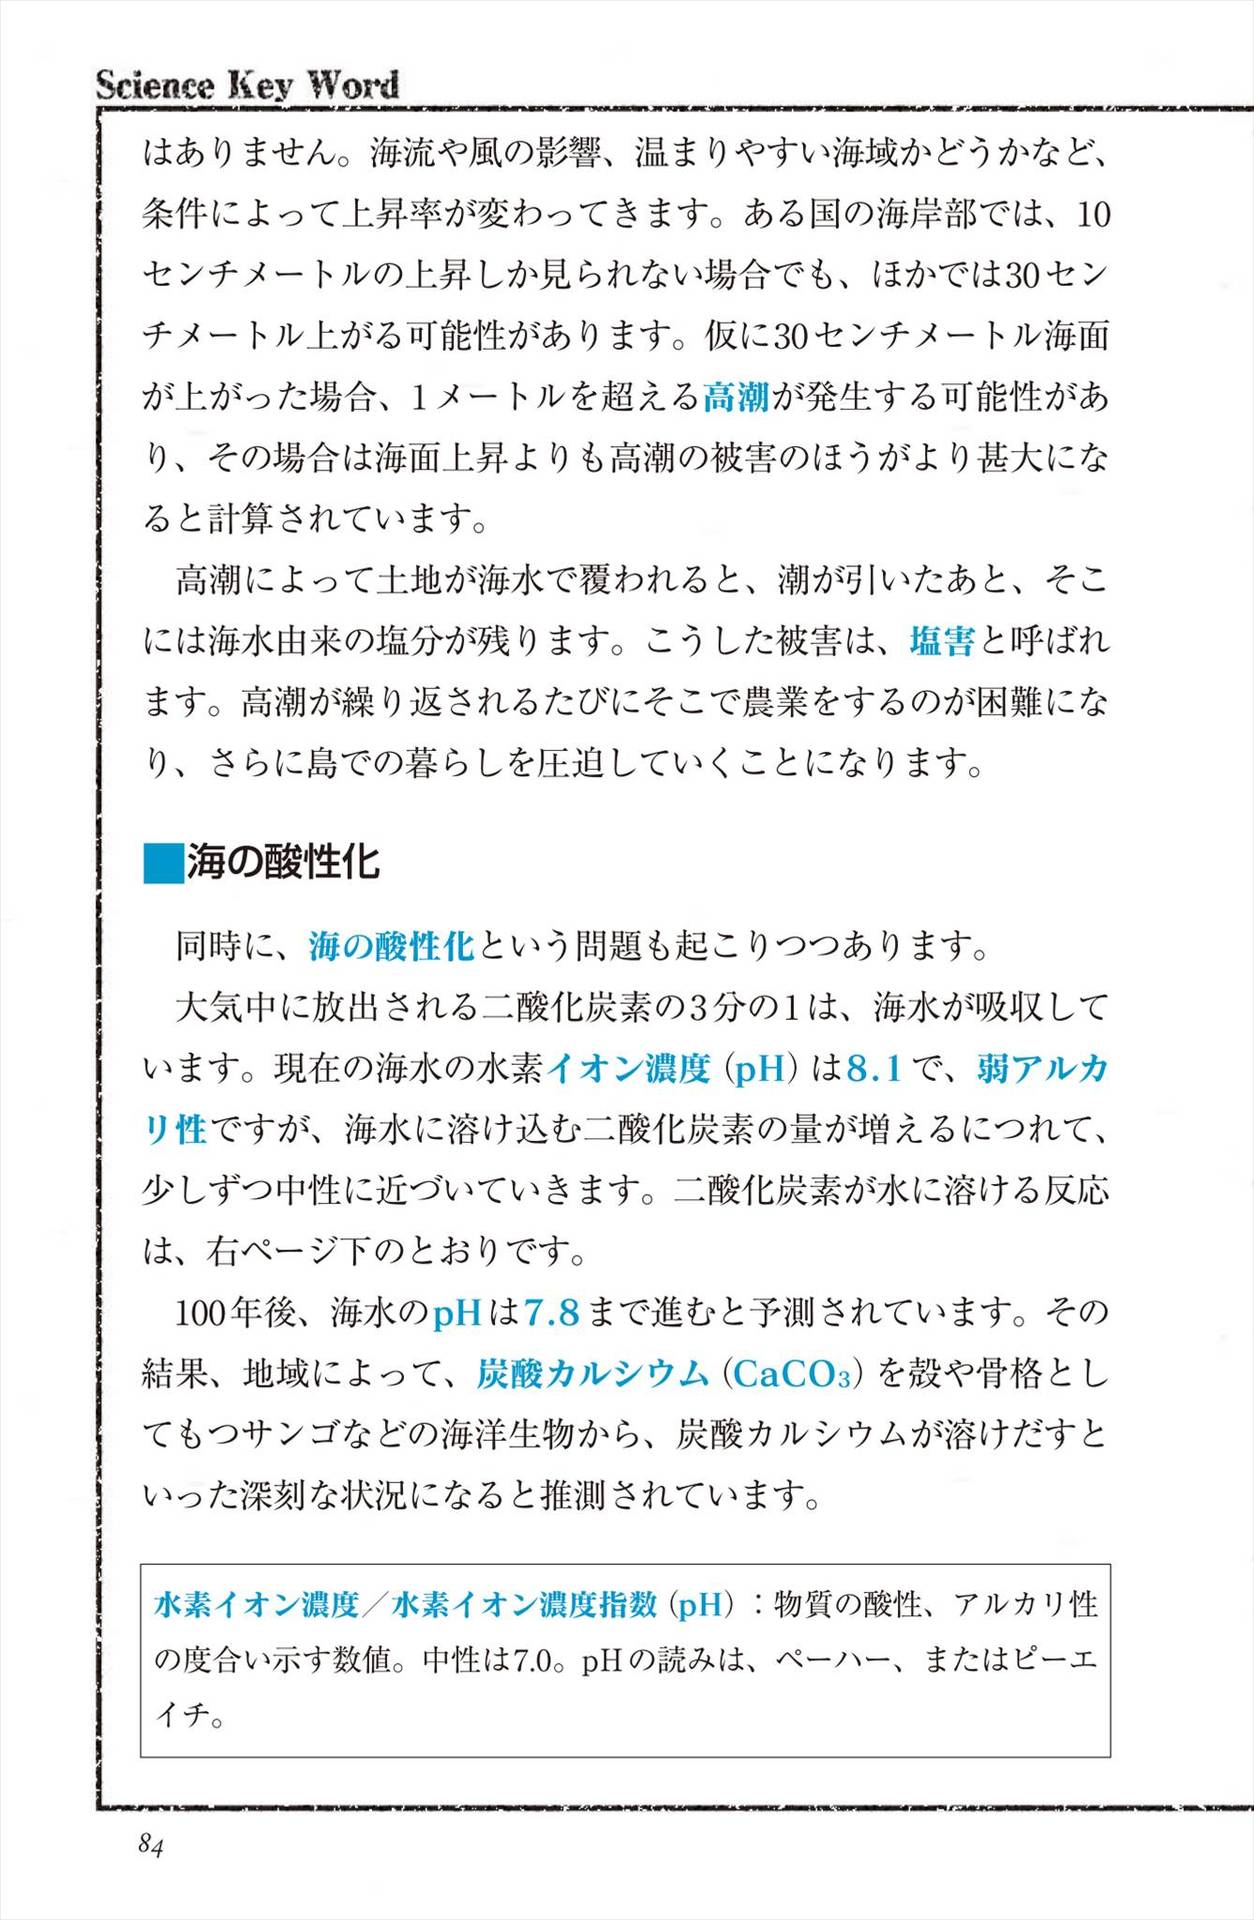 Science Key Word
はありません。海流や風の影響、温まりやすい海域かどうかなど、
条件によって上昇率が変わってきます。ある国の海岸部では、10
センチメートルの上昇しか見られない場合でも、ほかでは30セン
チメートル上がる可能性があります。仮に30センチメートル海面
が上がった場合、1メートルを超える高潮が発生する可能性があ
り、その場合は海面上昇よりも高潮の被害のほうがより甚大にな
ると計算されています。
高潮によって土地が海水で覆われると、潮が引いたあと、そこ
には海水由来の塩分が残ります。こうした被害は、塩害と呼ばれ
ます。高潮が繰り返されるたびにそこで農業をするのが困難にな
り、さらに島での暮らしを圧迫していくことになります。
■海の酸性化
同時に、海の酸性化という問題も起こりつつあります。
大気中に放出される二酸化炭素の3分の1は、海水が吸収して
います。現在の海水の水素イオン濃度（pH）は8.1で、弱アルカ
リ性ですが、海水に溶け込む二酸化炭素の量が増えるにつれて、
少しずつ中性に近づいていきます。二酸化炭素が水に溶ける反応
は、右ページ下のとおりです。
100年後、海水のpHは7.8まで進むと予測されています。その
結果、地域によって、炭酸カルシウム（CaCO₃）を殻や骨格とし
てもつサンゴなどの海洋生物から、炭酸カルシウムが溶けだすと
いった深刻な状況になると推測されています。
水素イオン濃度／水素イオン濃度指数（pH）：物質の酸性、アルカリ性
の度合い示す数値。中性は7.0。pHの読みは、ペーハー、またはピーエ
イチ。
84